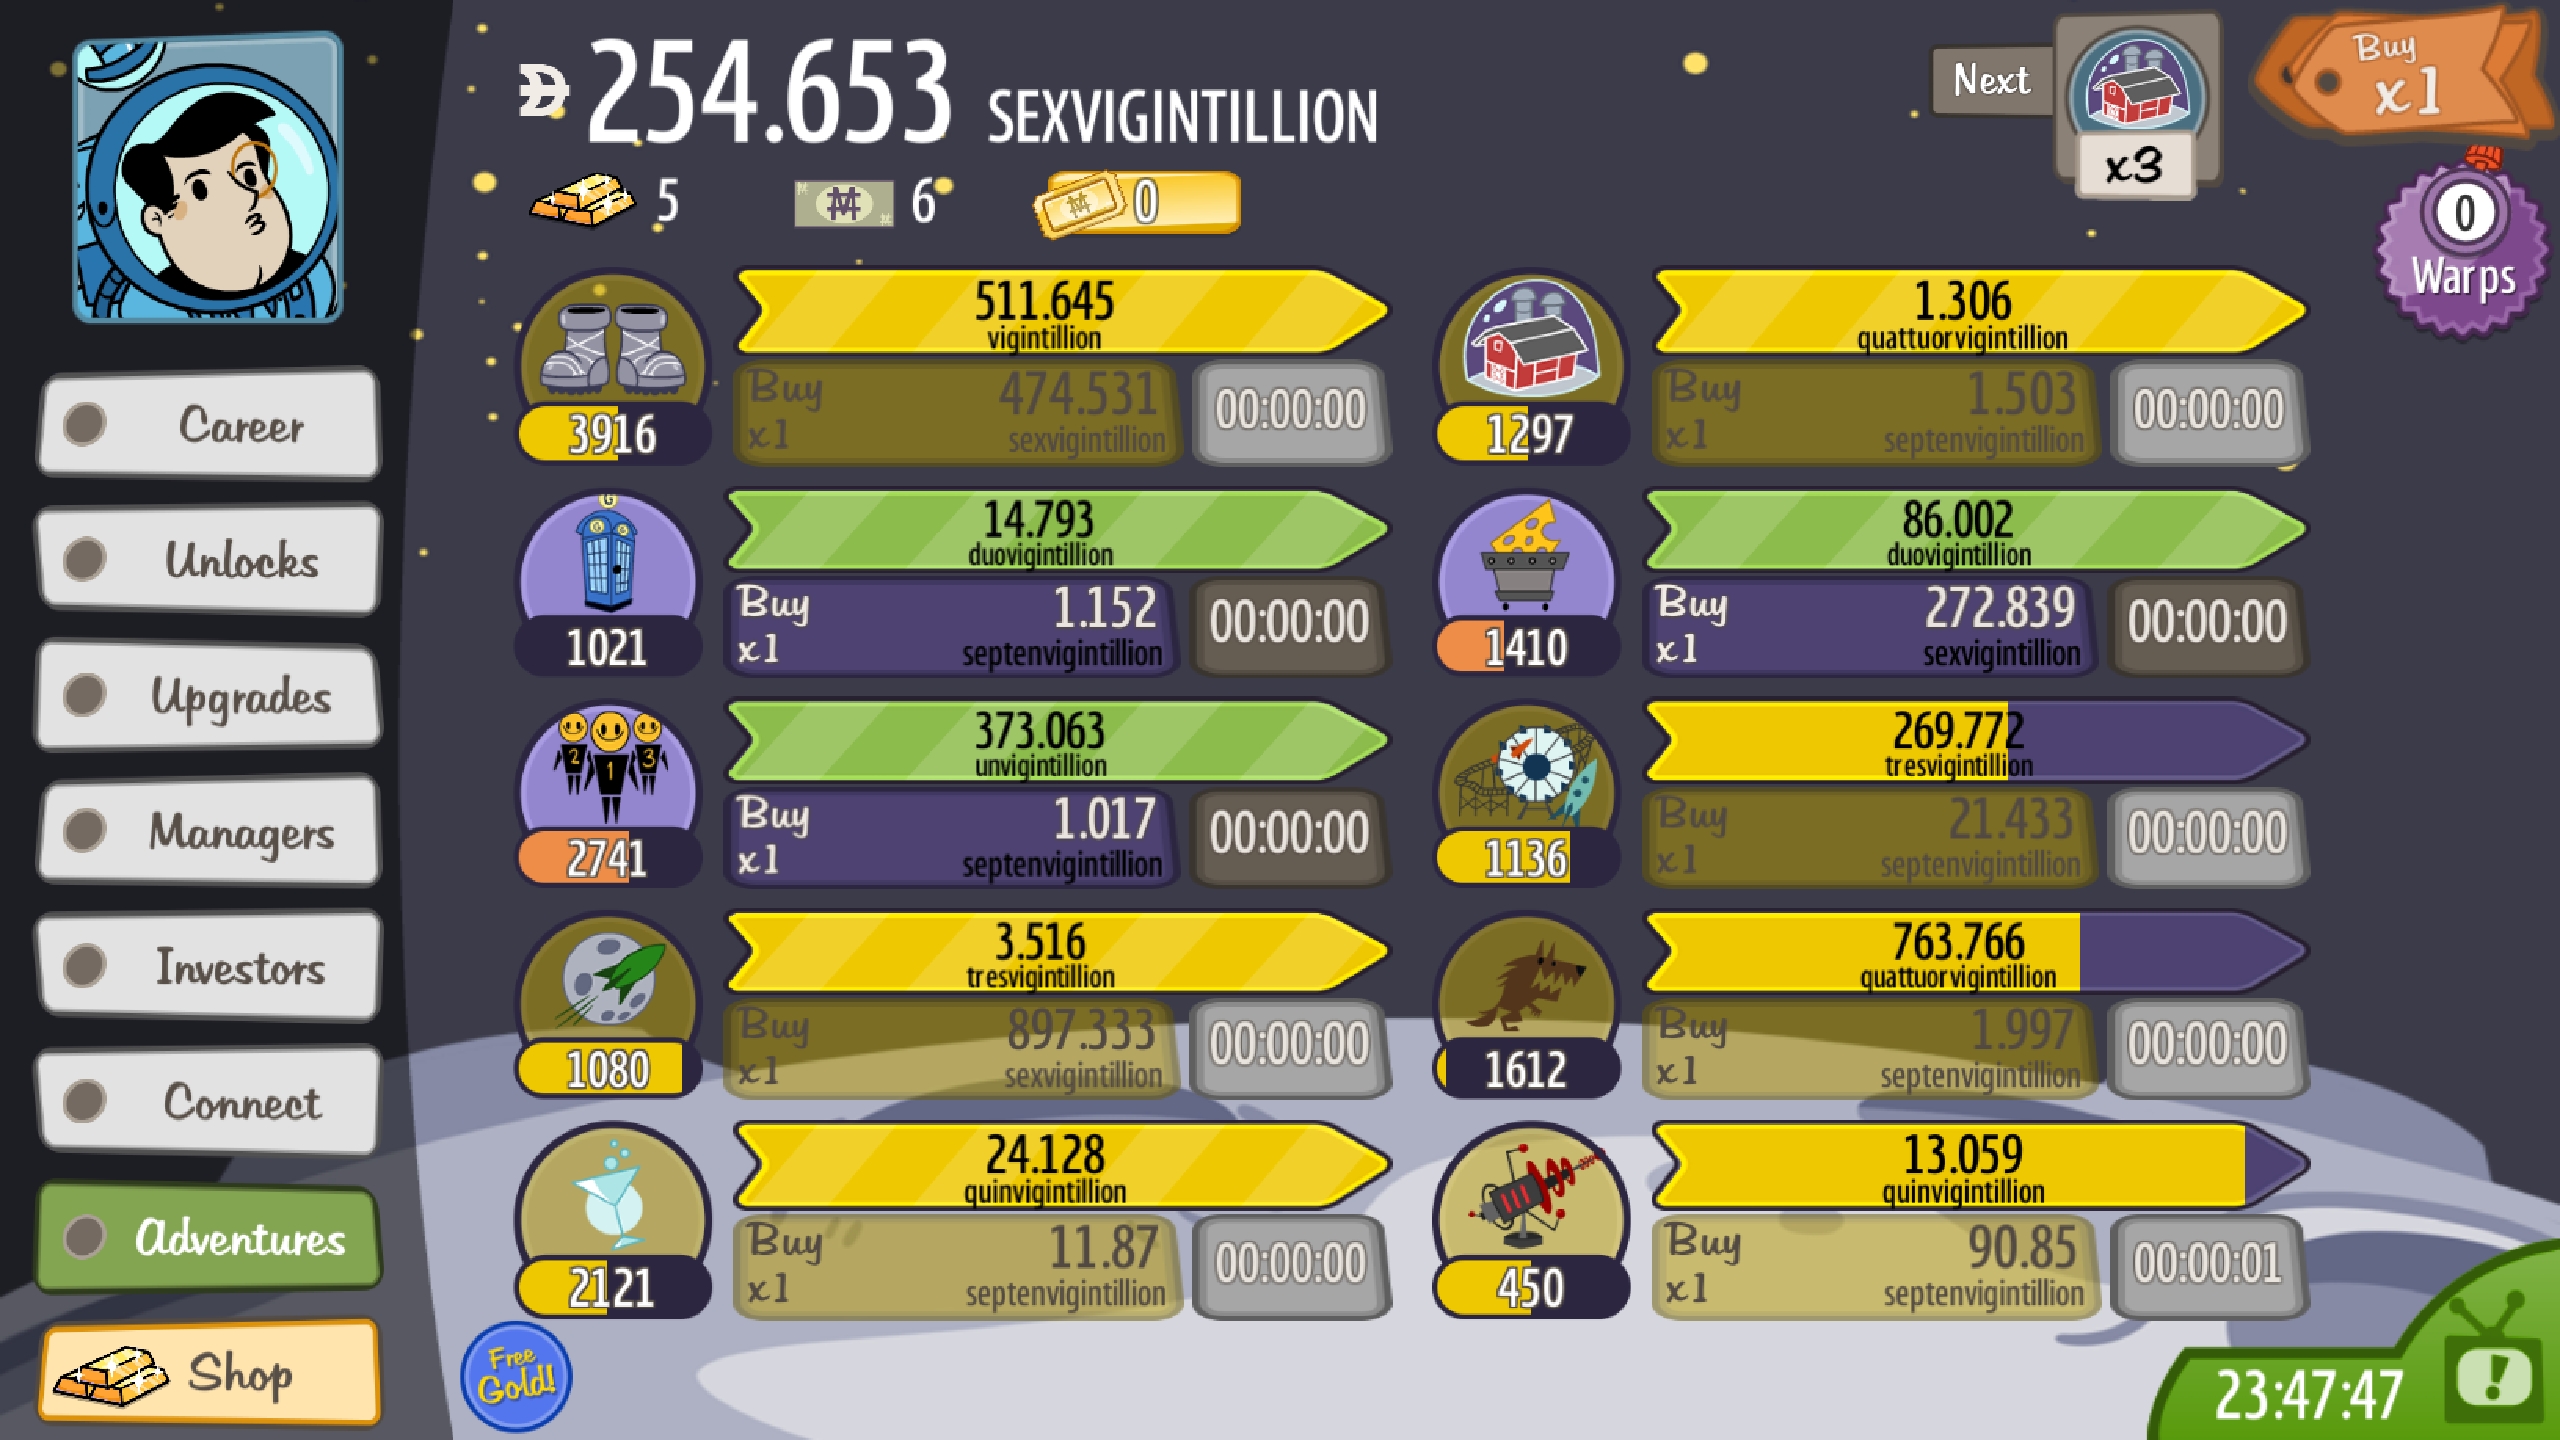 254.653 SEXVIGINTILLION
5
6
0
Next
x3
Buy
x1
0
Warps
Career
Unlocks
Upgrades
Managers
Investors
Connect
Adventures
Shop
511.645
vigintillion
3916
Buy
x1
474.531
sexvigintillion
00:00:00
1.306
quattuorvigintillion
1297
Buy
x1
1.503
septenvigintillion
00:00:00
14.793
duovigintillion
1021
Buy
x1
1.152
septenvigintillion
00:00:00
86.002
duovigintillion
1410
Buy
x1
272.839
sexvigintillion
00:00:00
2 1 3
373.063
unvigintillion
2741
Buy
x1
1.017
septenvigintillion
00:00:00
269.772
tresvigintillion
1136
Buy
x1
21.433
septenvigintillion
00:00:00
3.516
tresvigintillion
1080
Buy
x1
897.333
sexvigintillion
00:00:00
763.766
quattuorvigintillion
1612
Buy
x1
1.997
septenvigintillion
00:00:00
24.128
quinvigintillion
2121
Buy
x1
11.87
septenvigintillion
00:00:00
13.059
quinvigintillion
450
Buy
x1
90.85
septenvigintillion
00:00:01
Free
Gold!
23:47:47
!